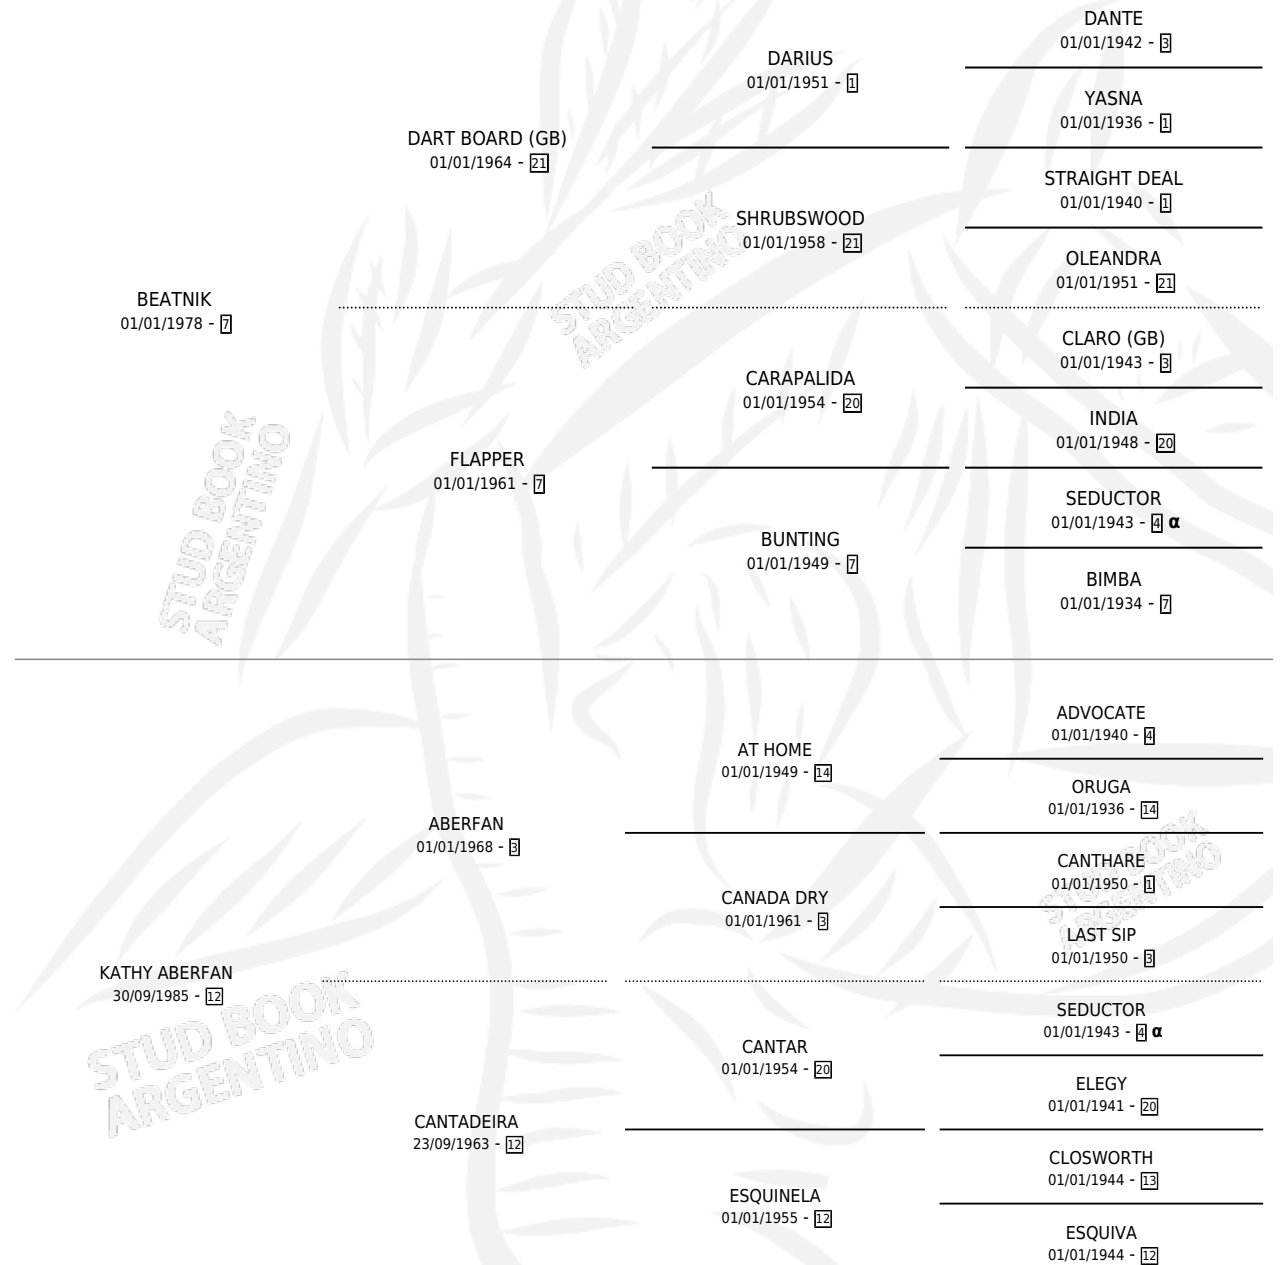 DANTE
01/01/1942 - 3
DARIUS
01/01/1951 - 1
YASNA
01/01/1936 - 1
DART BOARD (GB)
01/01/1964 - 21
STRAIGHT DEAL
01/01/1940 - 1
SHRUBSWOOD
01/01/1958 - 21
OLEANDRA
01/01/1951 - 21
BEATNIK
01/01/1978 - 7
CLARO (GB)
01/01/1943 - 3
CARAPALIDA
01/01/1954 - 20
INDIA
01/01/1948 - 20
FLAPPER
01/01/1961 - 7
SEDUCTOR
01/01/1943 - 4 α
BUNTING
01/01/1949 - 7
BIMBA
01/01/1934 - 7
ADVOCATE
01/01/1940 - 4
AT HOME
01/01/1949 - 14
ORUGA
01/01/1936 - 14
ABERFAN
01/01/1968 - 3
CANTHARE
01/01/1950 - 1
CANADA DRY
01/01/1961 - 3
LAST SIP
01/01/1950 - 3
KATHY ABERFAN
30/09/1985 - 12
SEDUCTOR
01/01/1943 - 4 α
CANTAR
01/01/1954 - 20
ELEGY
01/01/1941 - 20
CANTADEIRA
23/09/1963 - 12
CLOSWORTH
01/01/1944 - 13
ESQUINELA
01/01/1955 - 12
ESQUIVA
01/01/1944 - 12
STUD BOOK
ARGENTINO
STUD BOOK
ARGENTINO
STUD BOOK
ARGENTINO
STUD BOOK
ARGENTINO